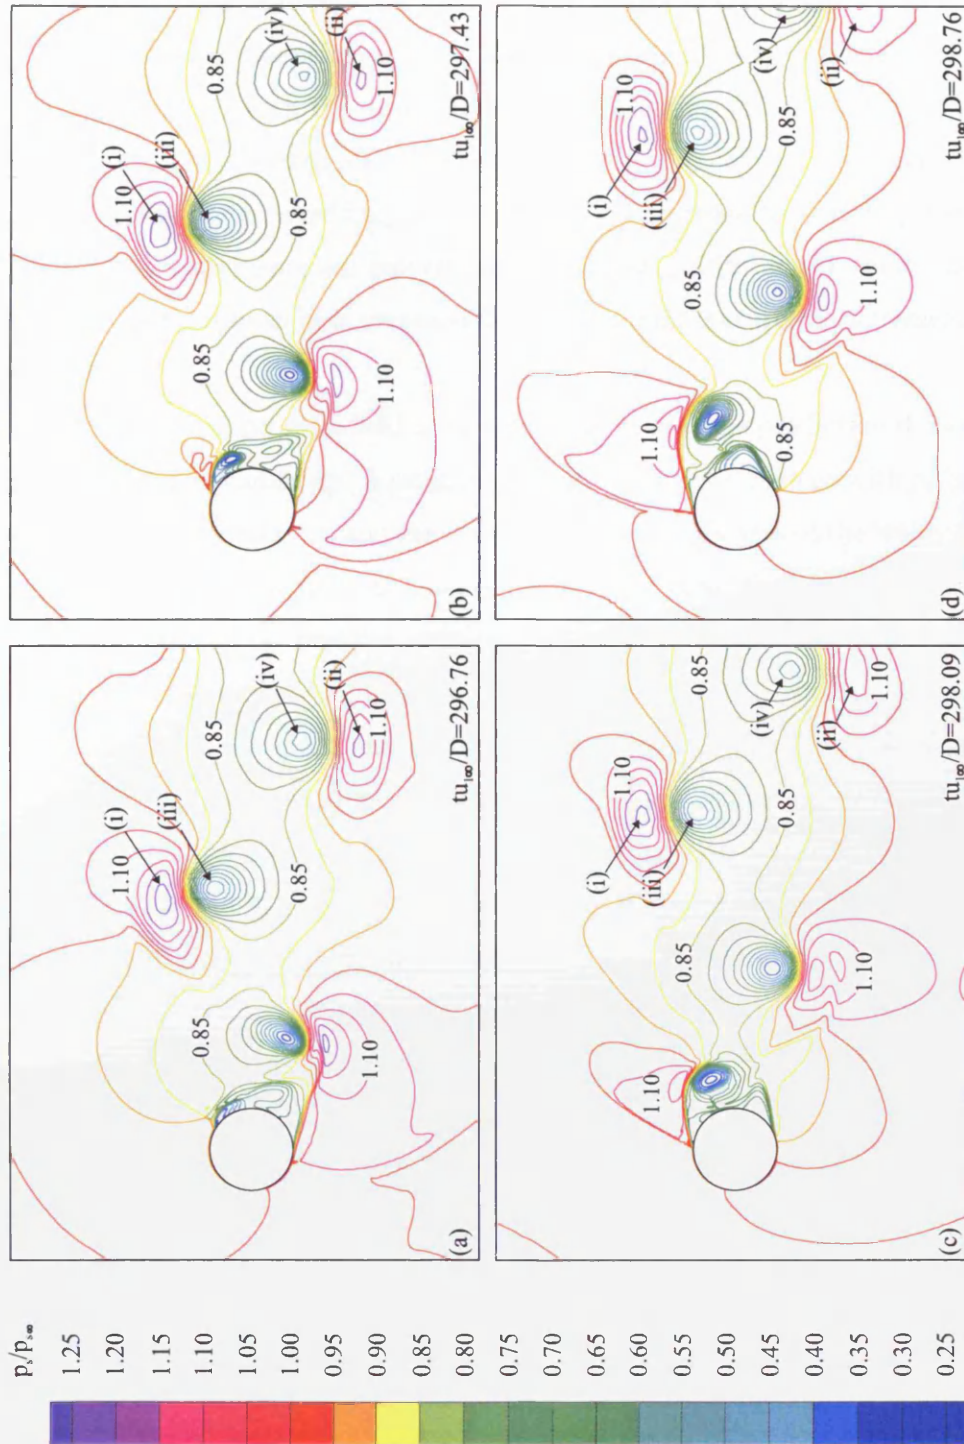 p_s/p_s∞
1.25
1.20
1.15
1.10
1.05
1.00
0.95
0.90
0.85
0.80
0.75
0.70
0.65
0.60
0.55
0.50
0.45
0.40
0.35
0.30
0.25
(a)
0.85
1.10
1.10
(i)
(iii)
0.85
0.85
(iv)
(ii)
1.10
tu_|∞/D=296.76
(b)
0.85
1.10
1.10
(i)
(iii)
0.85
0.85
(iv)
(ii)
1.10
tu_|∞/D=297.43
(c)
1.10
0.85
1.10
(i)
1.10
(iii)
0.85
0.85
(iv)
(ii)
1.10
tu_|∞/D=298.09
(d)
1.10
0.85
0.85
1.10
(i)
1.10
(iii)
0.85
(iv)
(ii)
tu_|∞/D=298.76